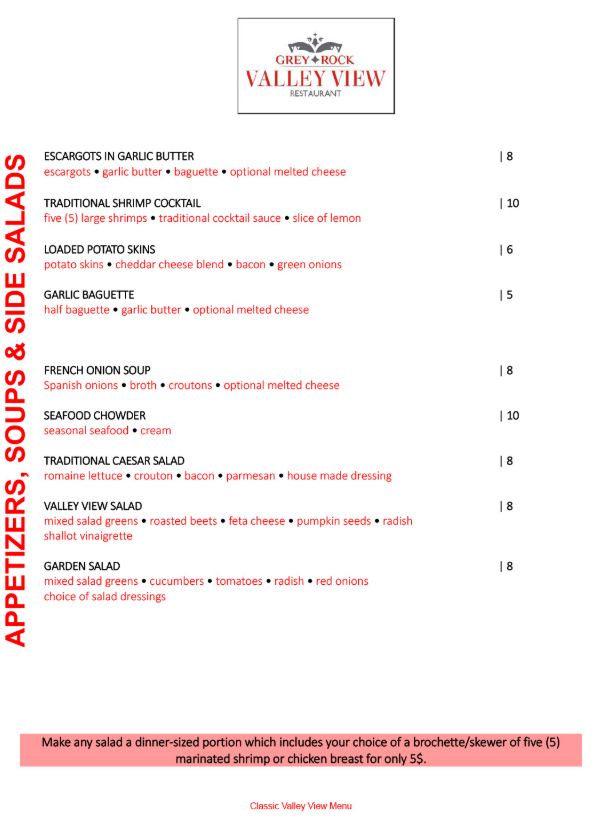 GREY ROCK
VALLEY VIEW
RESTAURANT
APPETIZERS, SOUPS & SIDE SALADS
ESCARGOTS IN GARLIC BUTTER | 8
escargots • garlic butter • baguette • optional melted cheese
TRADITIONAL SHRIMP COCKTAIL | 10
five (5) large shrimps • traditional cocktail sauce • slice of lemon
LOADED POTATO SKINS | 6
potato skins • cheddar cheese blend • bacon • green onions
GARLIC BAGUETTE | 5
half baguette • garlic butter • optional melted cheese
FRENCH ONION SOUP | 8
Spanish onions • broth • croutons • optional melted cheese
SEAFOOD CHOWDER | 10
seasonal seafood • cream
TRADITIONAL CAESAR SALAD | 8
romaine lettuce • crouton • bacon • parmesan • house made dressing
VALLEY VIEW SALAD | 8
mixed salad greens • roasted beets • feta cheese • pumpkin seeds • radish
shallot vinaigrette
GARDEN SALAD | 8
mixed salad greens • cucumbers • tomatoes • radish • red onions
choice of salad dressings
Make any salad a dinner-sized portion which includes your choice of a brochette/skewer of five (5)
marinated shrimp or chicken breast for only 5$.
Classic Valley View Menu